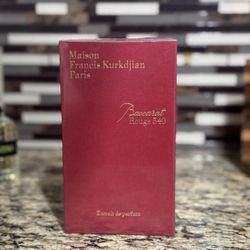 Maison
Francis Kurkdjian
Paris
Baccarat
Rouge 540
Extrait de parfum